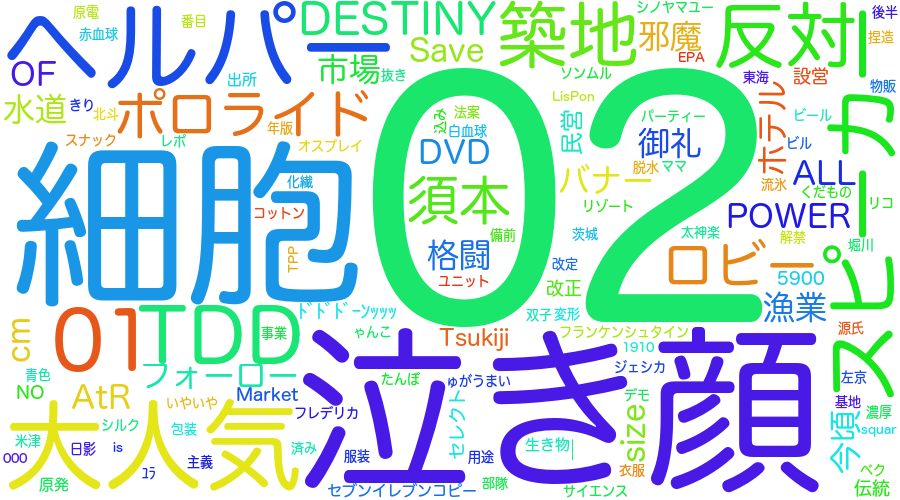 原電
番目
ヘルパー
DESTINY
築地
シノヤマユー
後半
赤血球
Save
邪魔
反対
捏造
OF
出所
市場
抜き
EPA
水道
きり
北斗
ポロライド
ソンムル
東海
設営
物販
LisPon
年版
スナック
レポ
オスプレイ
込み
法案
白血球
パーティー
民宮
御礼
ホテル
ビール
ビル
スピーカー
細胞
02
DVD
脱水
ママ
化繊
須本
バナー
流氷
ALL
くだもの
リコ
コットン
リゾート
POWER
備前
茨城
太神楽
解禁
堀川
TPP
格闘
ロビー
改定
ユニット
改正
5900
漁業
cm
01
TDD
ﾄﾞﾄﾞﾄﾞｰﾝｯｯｯ
双子
変形
源氏
事業
ゃんこ
Tsukiji
フランケンシュタイン
1910
青色
フォーロー
ジェシカ
左京
NO
AtR
Market
たんぽ
ゅがうまい
大人気
いやいや
フレデリカ
泣き顔
デモ
基地
シルク
包装
セレクト
size
今頃
濃厚
squar
米津
日影
is
済み
生き物
ooo
主義
服装
用途
衣服
ベク
原発
ﾕﾗ
セブンイレブンコピー
部隊
サイエンス
伝統